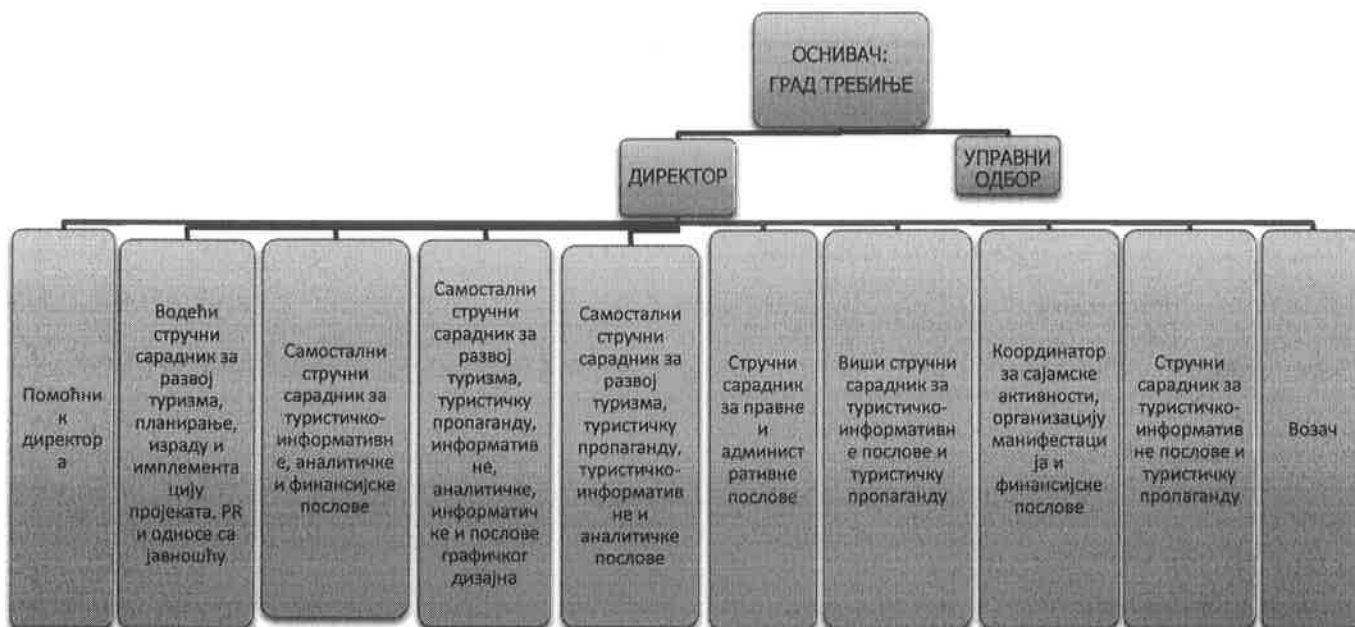 ОСНИВАЧ:
ГРАД ТРЕБИЊЕ
ДИРЕКТОР
УПРАВНИ
ОДБОР
Помоћни
к
директор
а
Водећи
стручни
сарадник за
развој
туризма,
планирање,
израду и
имплемента
цију
пројеката, PR
и односе са
јавношћу
Самостални
стручни
сарадник за
туристичко-
информативн
е, аналитичке
и финансијске
послове
Самостални
стручни
сарадник за
развој
туризма,
туристичку
пропаганду,
информатив
не,
аналитичке,
информатич
ке и послове
графичког
дизајна
Самостални
стручни
сарадник за
развој
туризма,
туристичку
пропаганду,
туристичко-
информатив
не и
аналитичке
послове
Стручни
сарадник
за правне
и
админист
ративне
послове
Виши стручни
сарадник за
туристичко-
информативн
е послове и
туристичку
пропаганду
Координатор
за сајамске
активности,
организацију
манифестаци
ја и
финансијске
послове
Стручни
сарадник за
туристичко-
информатив
не послове и
туристичку
пропаганду
Возач